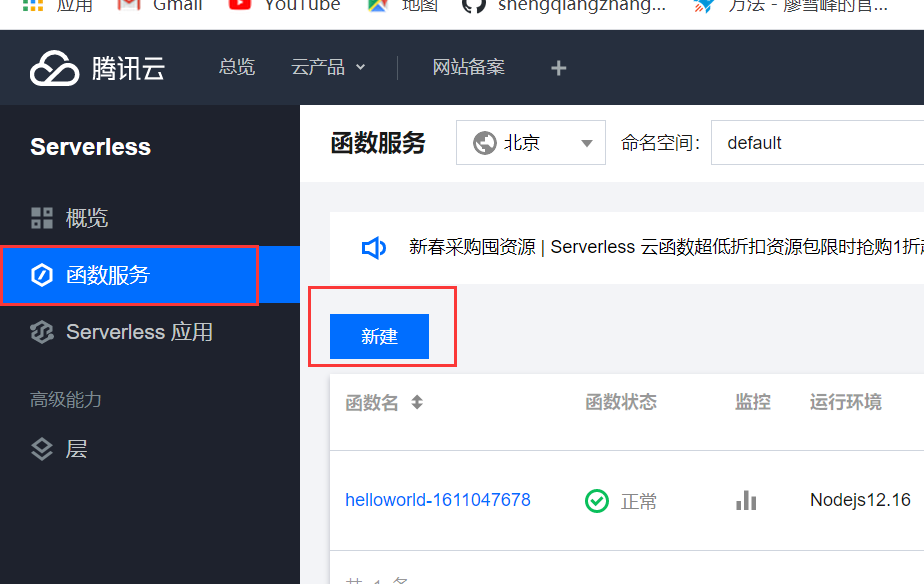 应用 Gmail YouTube 地图 shengqiangzhang... 方法 - 廖雪峰的官...
腾讯云 总览 云产品 网站备案 +
Serverless
概览
函数服务
Serverless 应用
高级能力
层
函数服务 北京 命名空间: default
新春采购囤资源 | Serverless 云函数超低折扣资源包限时抢购1折
新建
函数名 函数状态 监控 运行环境
helloworld-1611047678 正常 Nodejs12.16